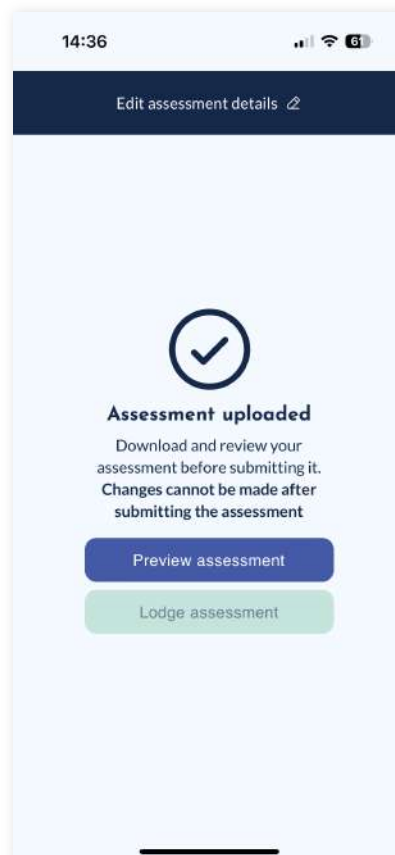 14:36
61
Edit assessment details
Assessment uploaded
Download and review your
assessment before submitting it.
Changes cannot be made after
submitting the assessment
Preview assessment
Lodge assessment